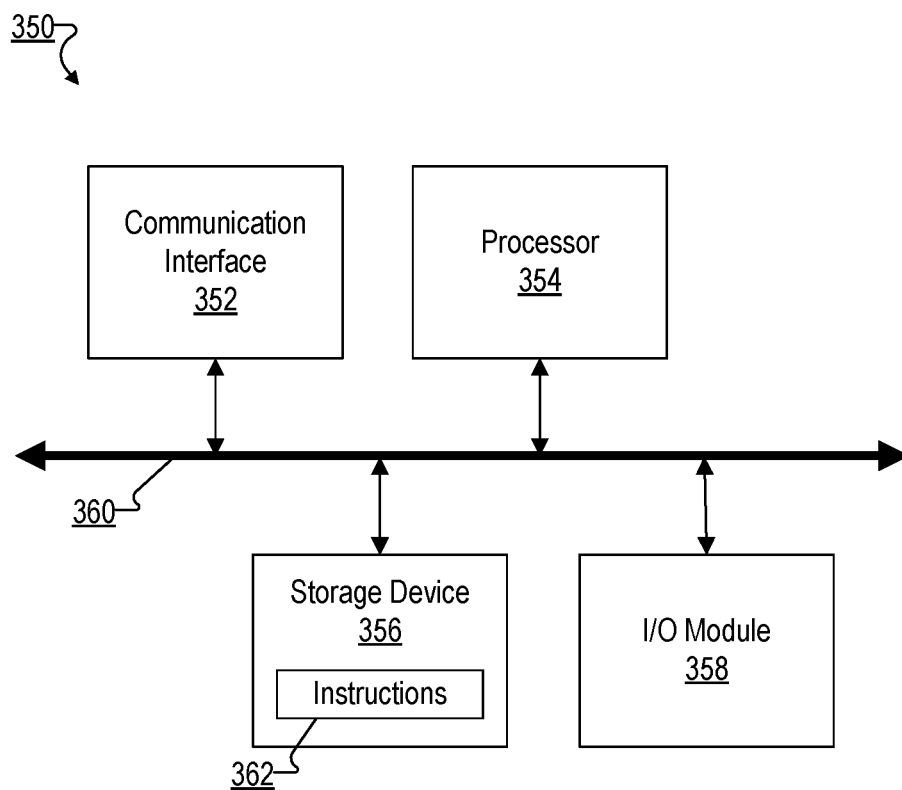 350
Communication
Interface
352
Processor
354
360
Storage Device
356
Instructions
362
I/O Module
358